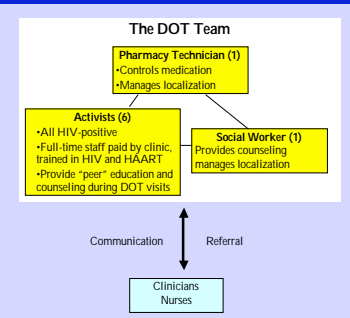 The DOT Team
Pharmacy Technician (1)
•Controls medication
•Manages localization
Activists (6)
•All HIV-positive
•Full-time staff paid by clinic,
trained in HIV and HAART
•Provide "peer" education and
counseling during DOT visits
Social Worker (1)
Provides counseling
manages localization
Communication
Referral
Clinicians
Nurses